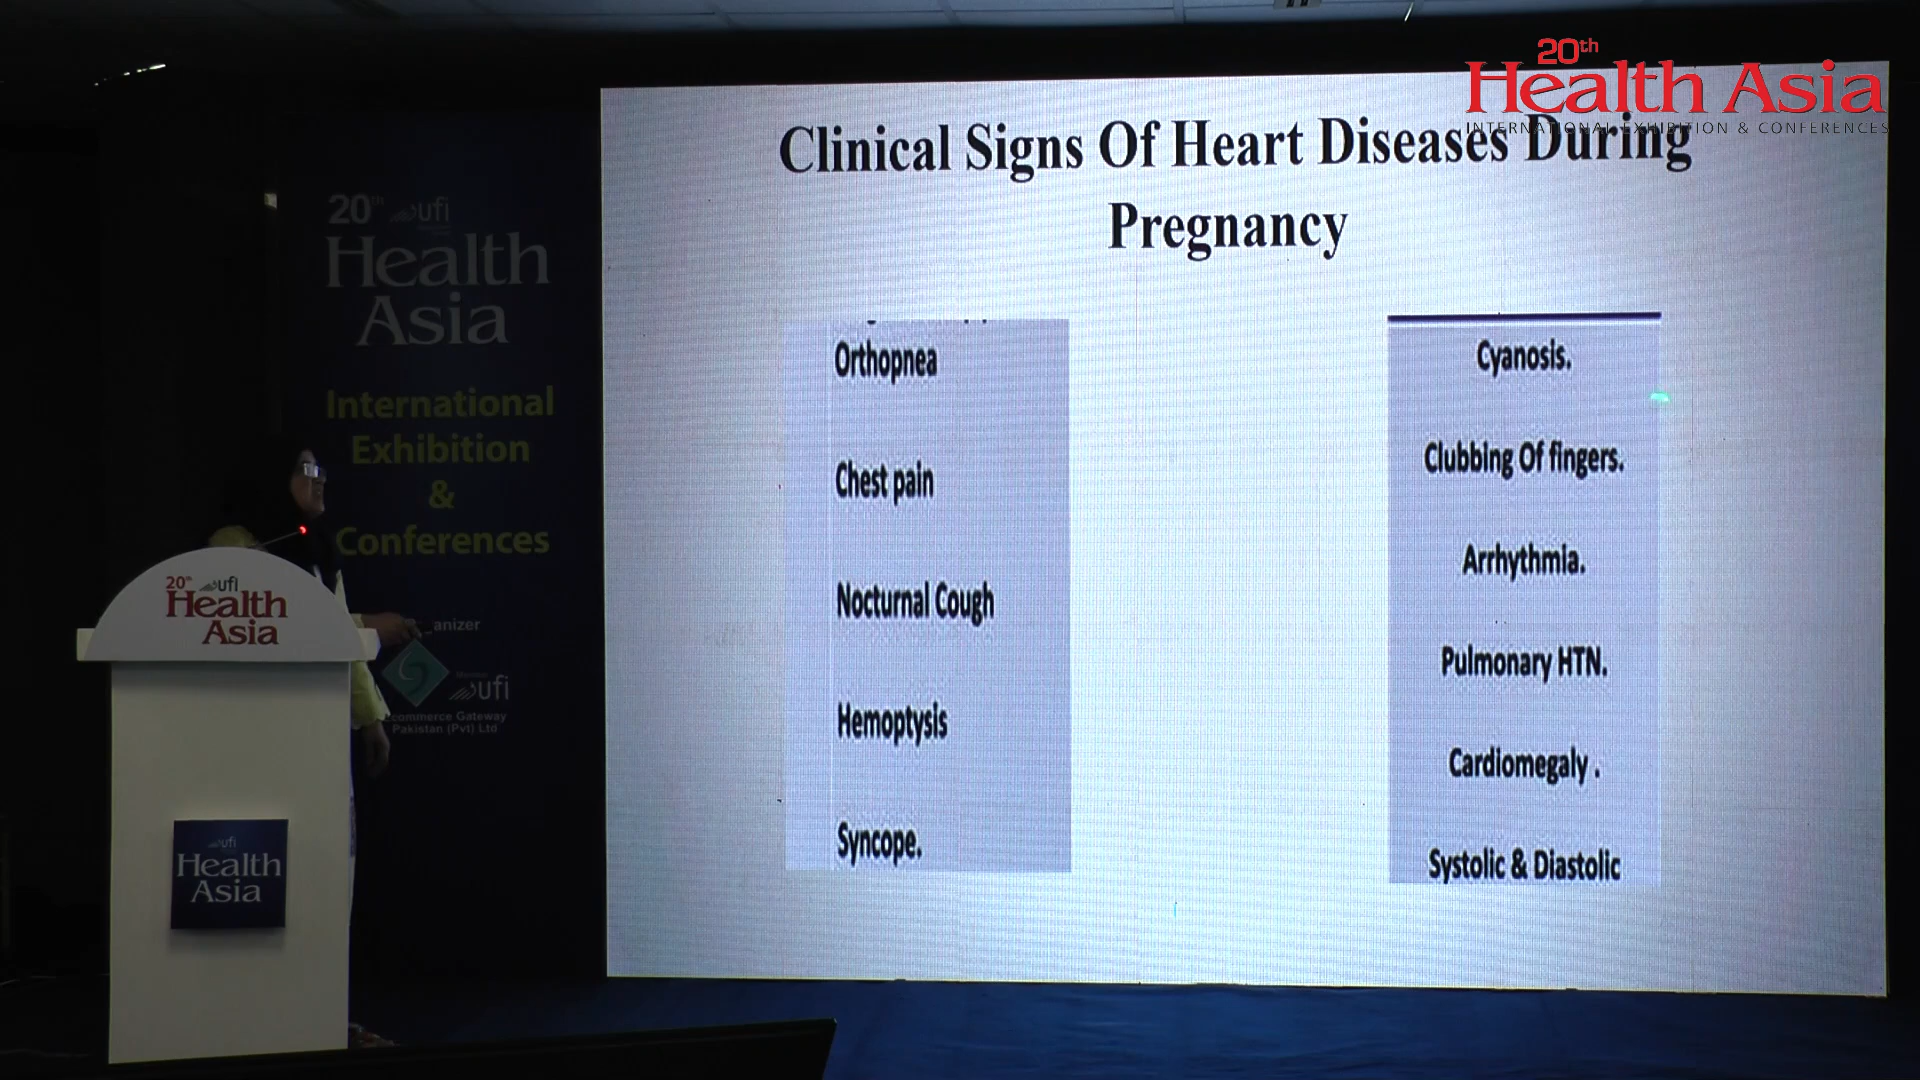 20th
Health Asia
INTERNATIONAL EXHIBITION & CONFERENCES
Clinical Signs Of Heart Diseases During
Pregnancy
Orthopnea
Chest pain
Nocturnal Cough
Hemoptysis
Syncope.
Cyanosis.
Clubbing Of fingers.
Arrhythmia.
Pulmonary HTN.
Cardiomegaly .
Systolic & Diastolic
20th ufi
Health
Asia
International
Exhibition
&
Conferences
anizer
ufi
commerce Gateway
Pakistan (Pvt) Ltd
20th ufi
Health
Asia
ufi
Health
Asia